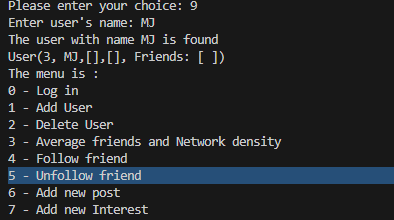 Please enter your choice: 9
Enter user's name: MJ
The user with name MJ is found
User(3, MJ,[],[], Friends: [ ])
The menu is :
0 - Log in
1 - Add User
2 - Delete User
3 - Average friends and Network density
4 - Follow friend
5 - Unfollow friend
6 - Add new post
7 - Add new Interest